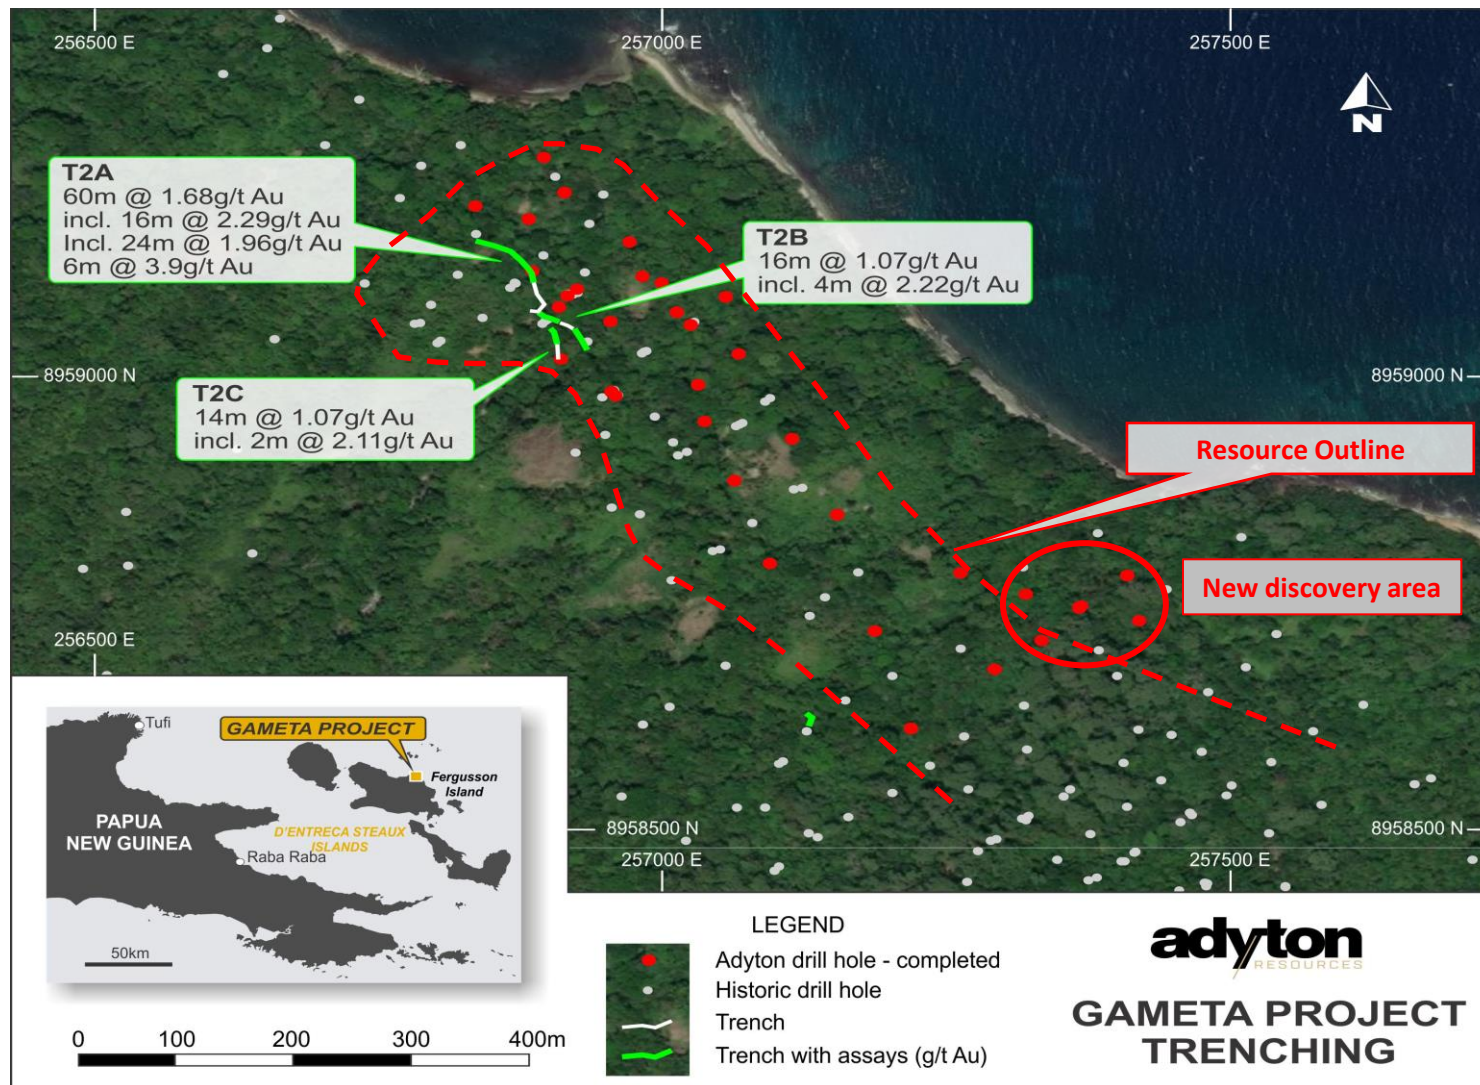 256500 E
257000 E
257500 E
N
T2A
60m @ 1.68g/t Au
incl. 16m @ 2.29g/t Au
Incl. 24m @ 1.96g/t Au
6m @ 3.9g/t Au
T2B
16m @ 1.07g/t Au
incl. 4m @ 2.22g/t Au
8959000 N
8959000 N
T2C
14m @ 1.07g/t Au
incl. 2m @ 2.11g/t Au
Resource Outline
New discovery area
256500 E
8958500 N
8958500 N
257000 E
257500 E
Tufi
GAMETA PROJECT
Fergusson
Island
PAPUA
NEW GUINEA
D'ENTRECA STEAUX
ISLANDS
Raba Raba
50km
0 100 200 300 400m
LEGEND
Adyton drill hole - completed
Historic drill hole
Trench
Trench with assays (g/t Au)
adyton
RESOURCES
GAMETA PROJECT
TRENCHING